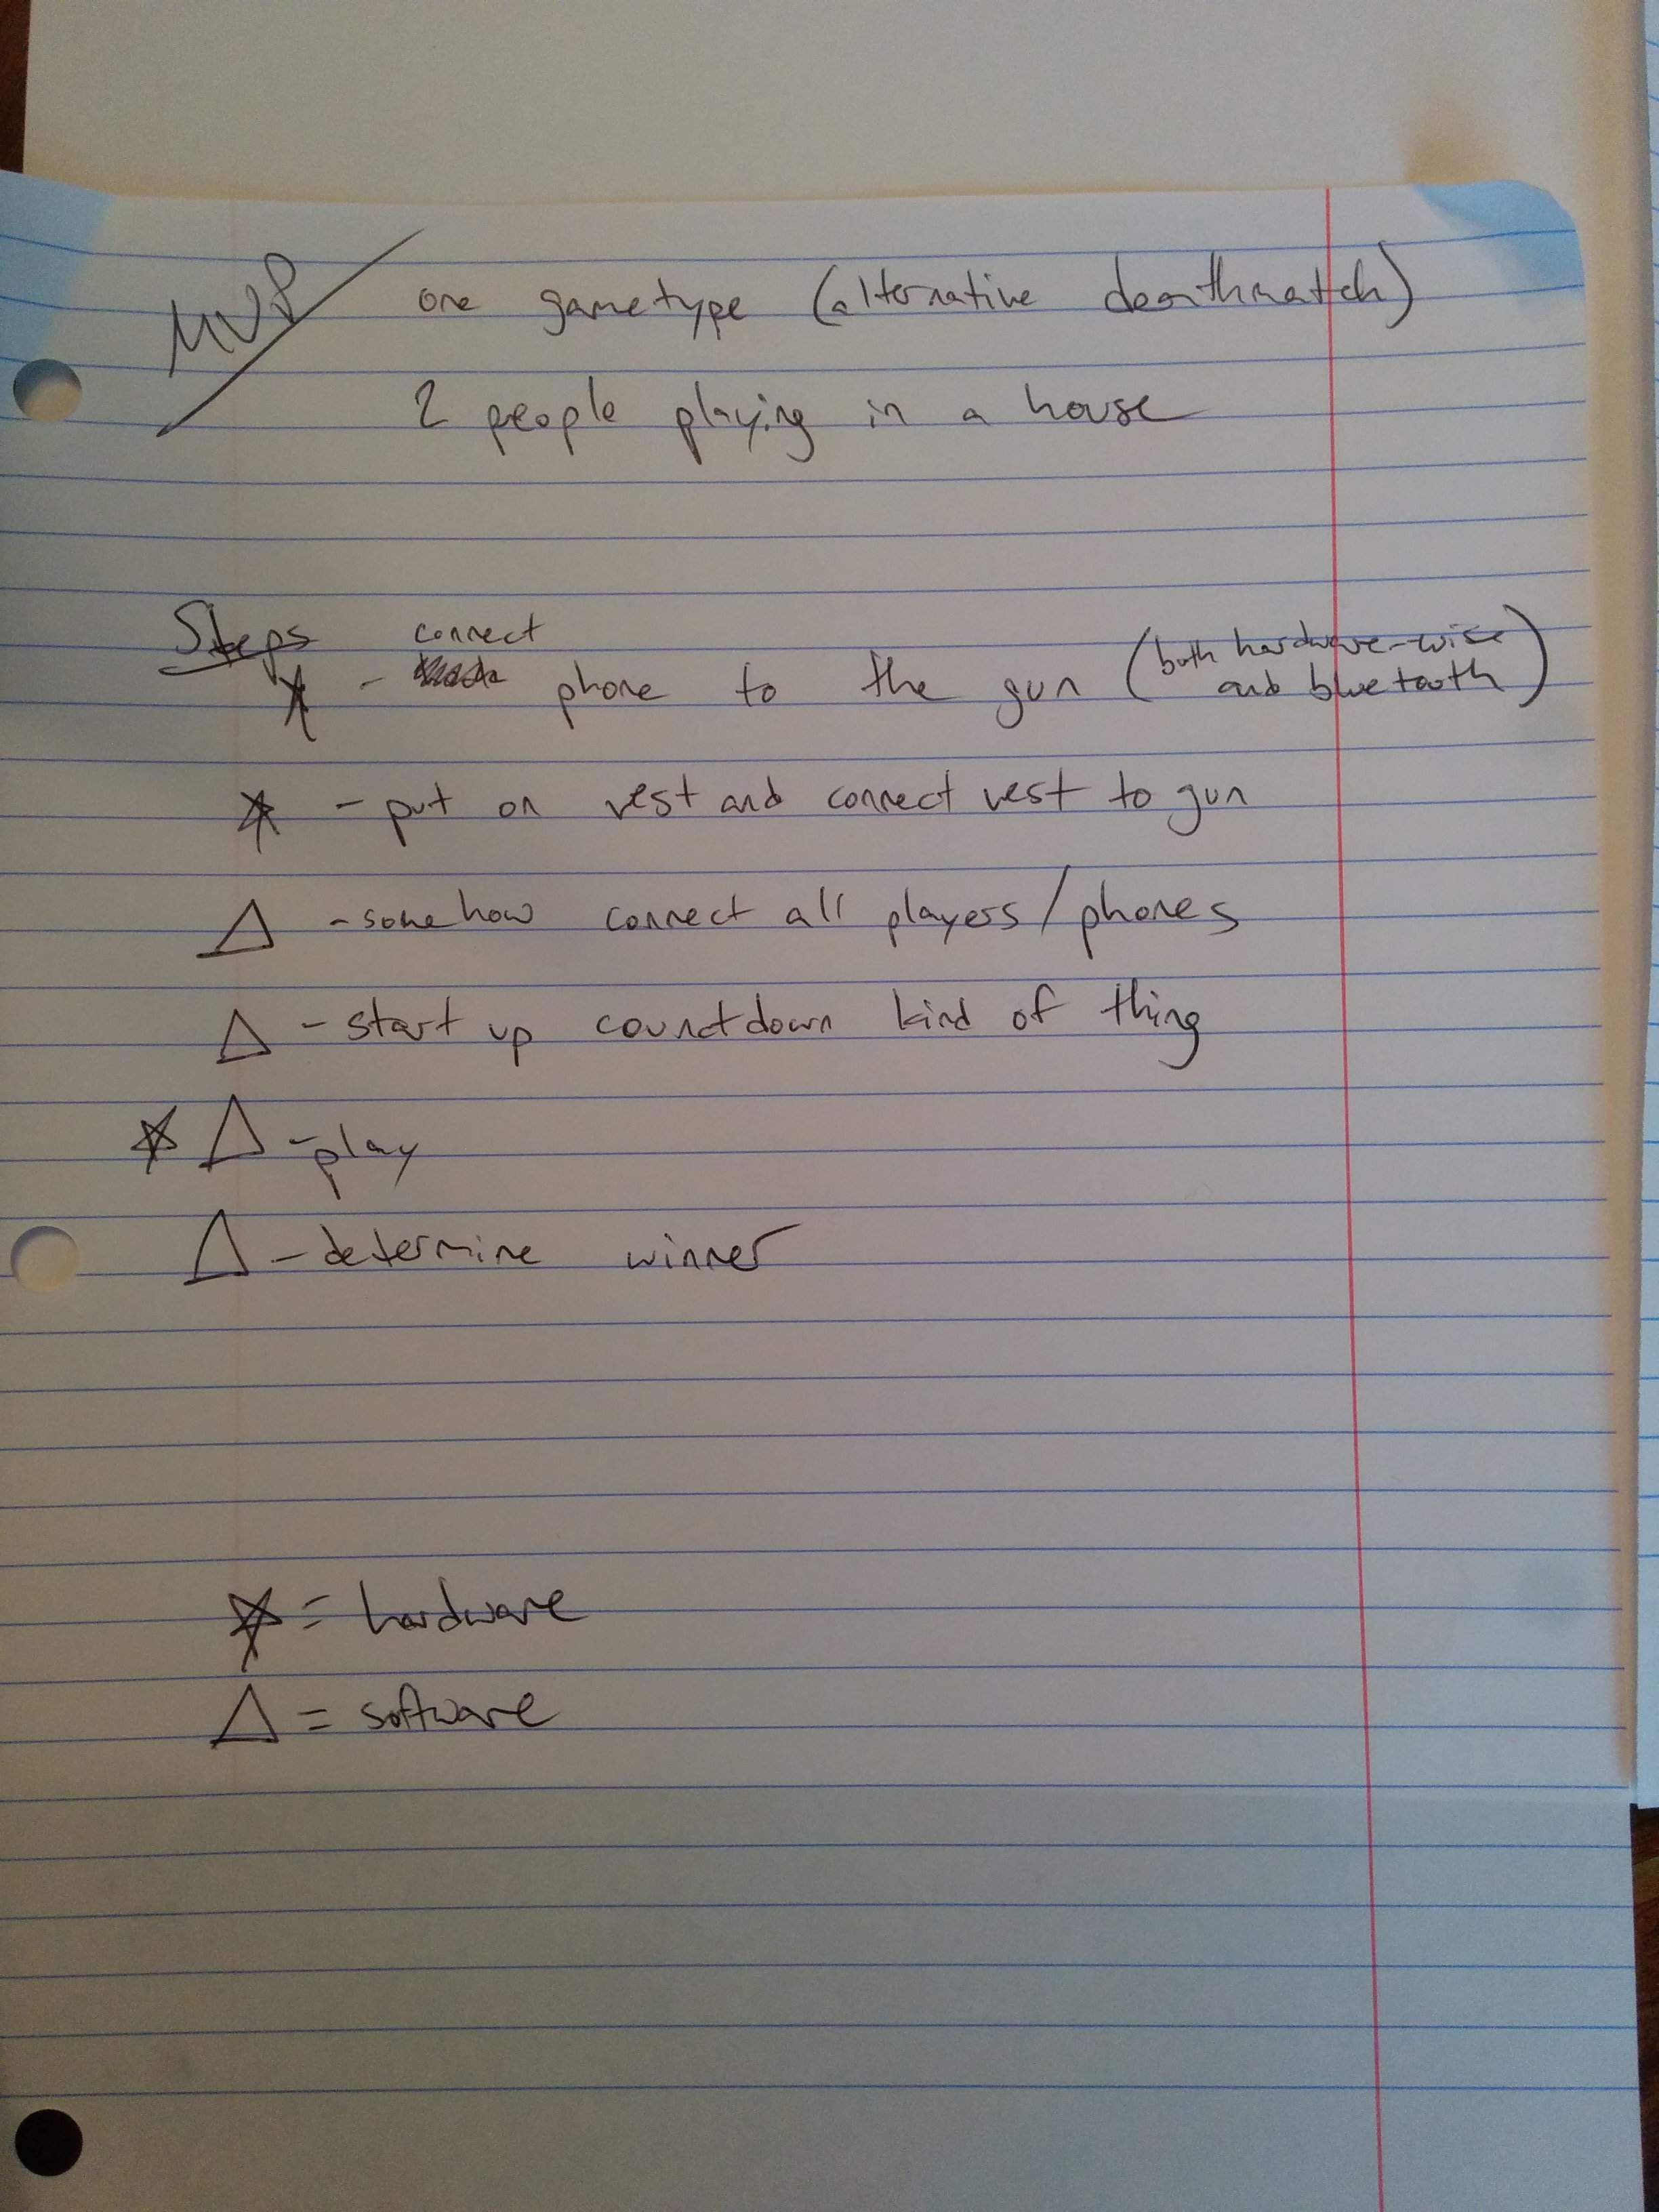 MVP one gametype (alternative deathmatch)
2 people playing in a house
Steps
connect
☆ - phone to the gun (both hardware-wise
and bluetooth)
☆ - put on vest and connect vest to gun
△ - somehow connect all players/phones
△ - start up countdown kind of thing
☆ △ - play
△ - determine winner
☆ = hardware
△ = software